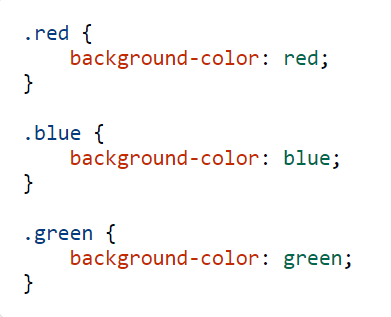 .red {
    background-color: red;
}

.blue {
    background-color: blue;
}

.green {
    background-color: green;
}